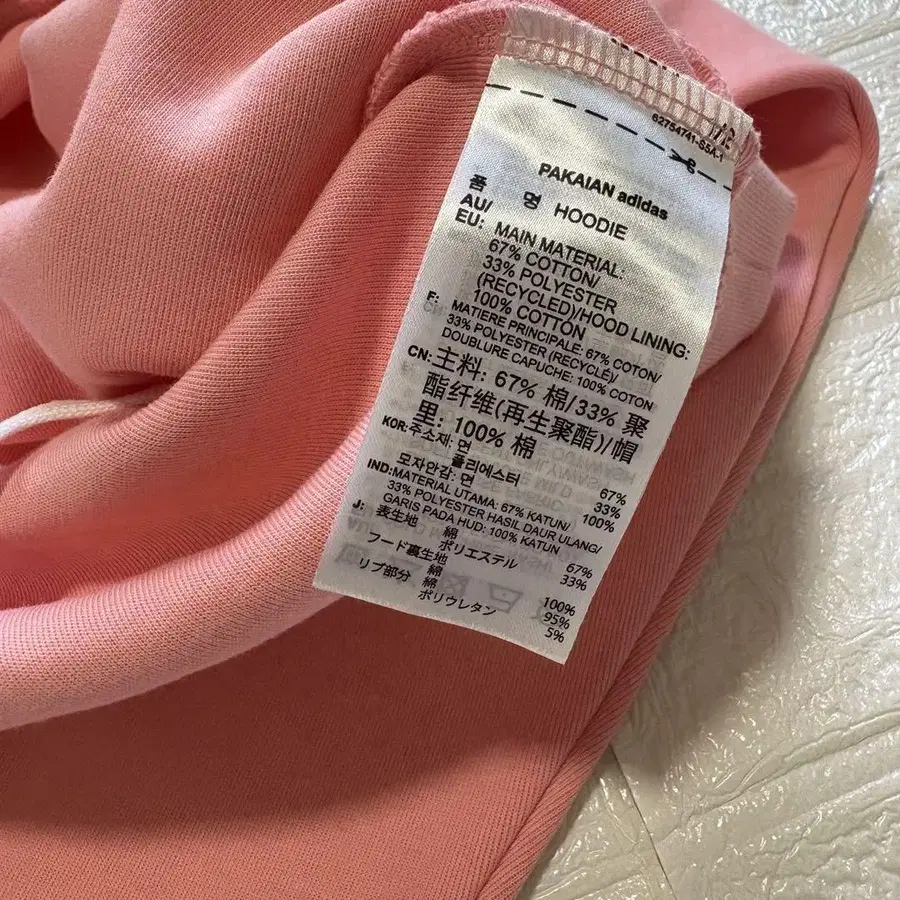 62754741-S5A-1
PAKAIAN adidas
품 명 HOODIE
AU/
EU: MAIN MATERIAL:
67% COTTON/
33% POLYESTER
(RECYCLED)/HOOD LINING:
100% COTTON
F: MATIERE PRINCIPALE: 67% COTON/
33% POLYESTER (RECYCLÉ)/
DOUBLURE CAPUCHE: 100% COTON
CN: 主料: 67% 棉/33% 聚
酯纤维(再生聚酯)/帽
里: 100% 棉
KOR: 주소재: 면 67%
폴리에스터 33%
모자안감: 면 100%
IND: MATERIAL UTAMA: 67% KATUN/
33% POLYESTER HASIL DAUR ULANG/
GARIS PADA HUD: 100% KATUN
J: 表生地 綿 67%
ポリエステル 33%
フード裏生地 綿 100%
リブ部分 綿 95%
ポリウレタン 5%